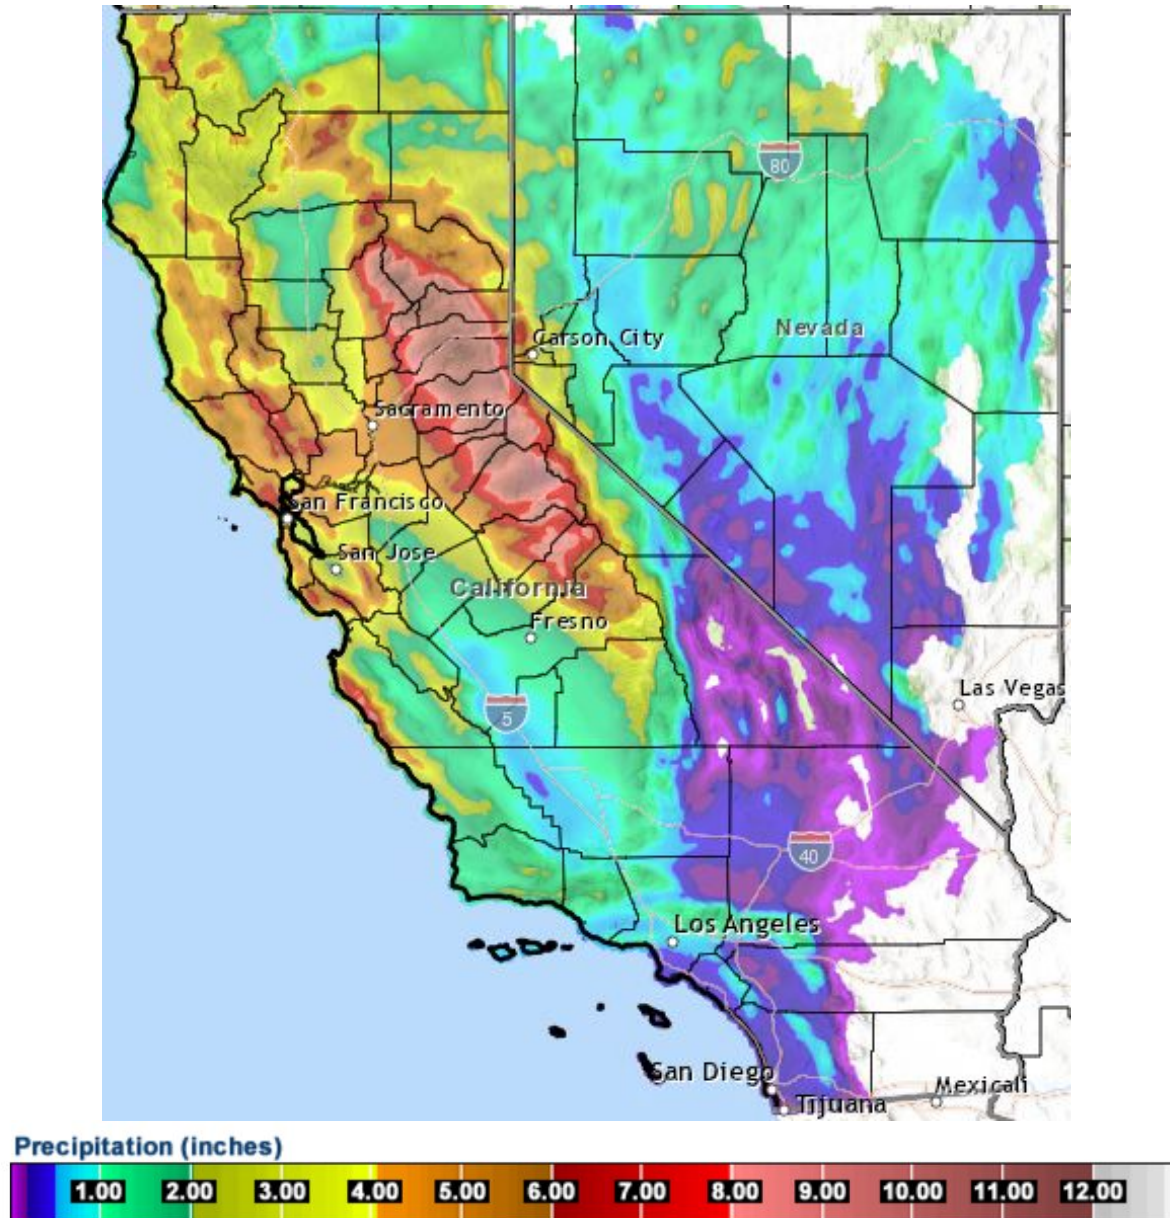 80
Nevada
Carson City
Sacramento
San Francisco
San Jose
California
Fresno
Las Vegas
5
40
Los Angeles
San Diego
Mexicali
Tijuana
Precipitation (inches)
1.00 2.00 3.00 4.00 5.00 6.00 7.00 8.00 9.00 10.00 11.00 12.00